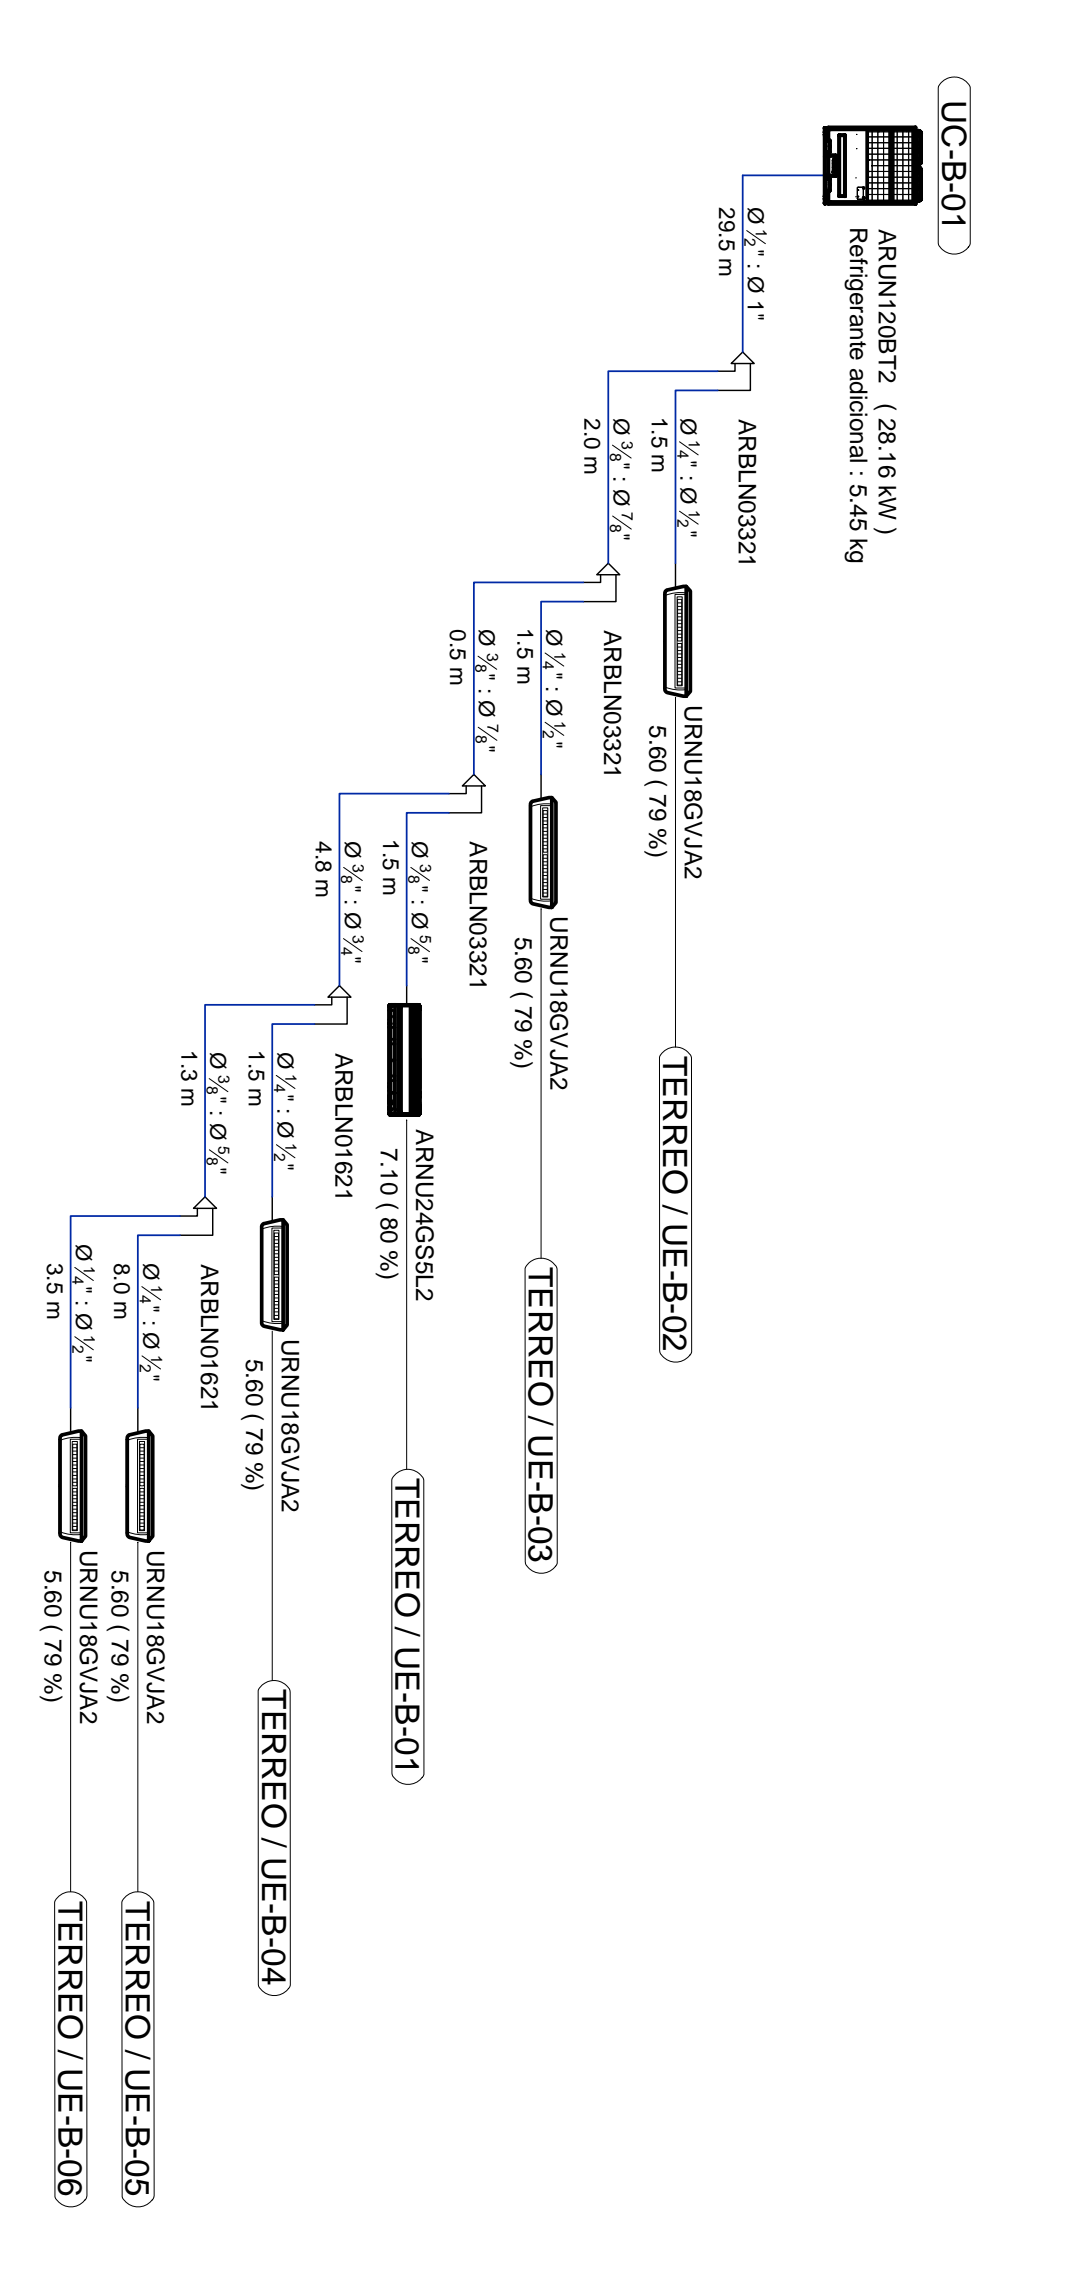 UC-B-01
ARUN120BT2 ( 28.16 kW )
Refrigerante adicional : 5.45 kg
Ø ½" : Ø 1"
29.5 m
ARBLN03321
Ø ¼" : Ø ½"
1.5 m
URNU18GVJA2
5.60 ( 79 %)
TERREO / UE-B-02
Ø ⅜" : Ø ⅞"
2.0 m
ARBLN03321
Ø ¼" : Ø ½"
1.5 m
URNU18GVJA2
5.60 ( 79 %)
TERREO / UE-B-03
Ø ⅜" : Ø ⅞"
0.5 m
ARBLN03321
Ø ⅜" : Ø ⅝"
1.5 m
ARNU24GS5L2
7.10 ( 80 %)
TERREO / UE-B-01
Ø ⅜" : Ø ¾"
4.8 m
ARBLN01621
Ø ¼" : Ø ½"
1.5 m
URNU18GVJA2
5.60 ( 79 %)
TERREO / UE-B-04
Ø ⅜" : Ø ⅝"
1.3 m
ARBLN01621
Ø ¼" : Ø ½"
8.0 m
URNU18GVJA2
5.60 ( 79 %)
TERREO / UE-B-05
Ø ¼" : Ø ½"
3.5 m
URNU18GVJA2
5.60 ( 79 %)
TERREO / UE-B-06